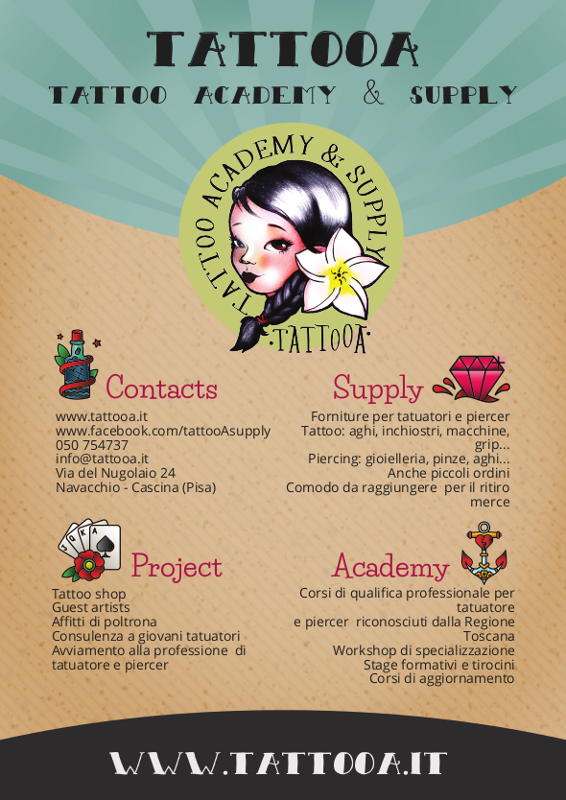 TATTOOA
TATTOO ACADEMY & SUPPLY
TATTOO ACADEMY & SUPPLY
·TATTOOA·
Contacts
www.tattooa.it
www.facebook.com/tattooAsupply
050 754737
info@tattooa.it
Via del Nugolaio 24
Navacchio - Cascina (Pisa)
Supply
Forniture per tatuatori e piercer
Tattoo: aghi, inchiostri, macchine,
grip...
Piercing: gioielleria, pinze, aghi...
Anche piccoli ordini
Comodo da raggiungere per il ritiro
merce
J Q K A
Project
Tattoo shop
Guest artists
Affitti di poltrona
Consulenza a giovani tatuatori
Avviamento alla professione di
tatuatore e piercer
Academy
Corsi di qualifica professionale per
tatuatore
e piercer riconosciuti dalla Regione
Toscana
Workshop di specializzazione
Stage formativi e tirocini
Corsi di aggiornamento
WWW.TATTOOA.IT